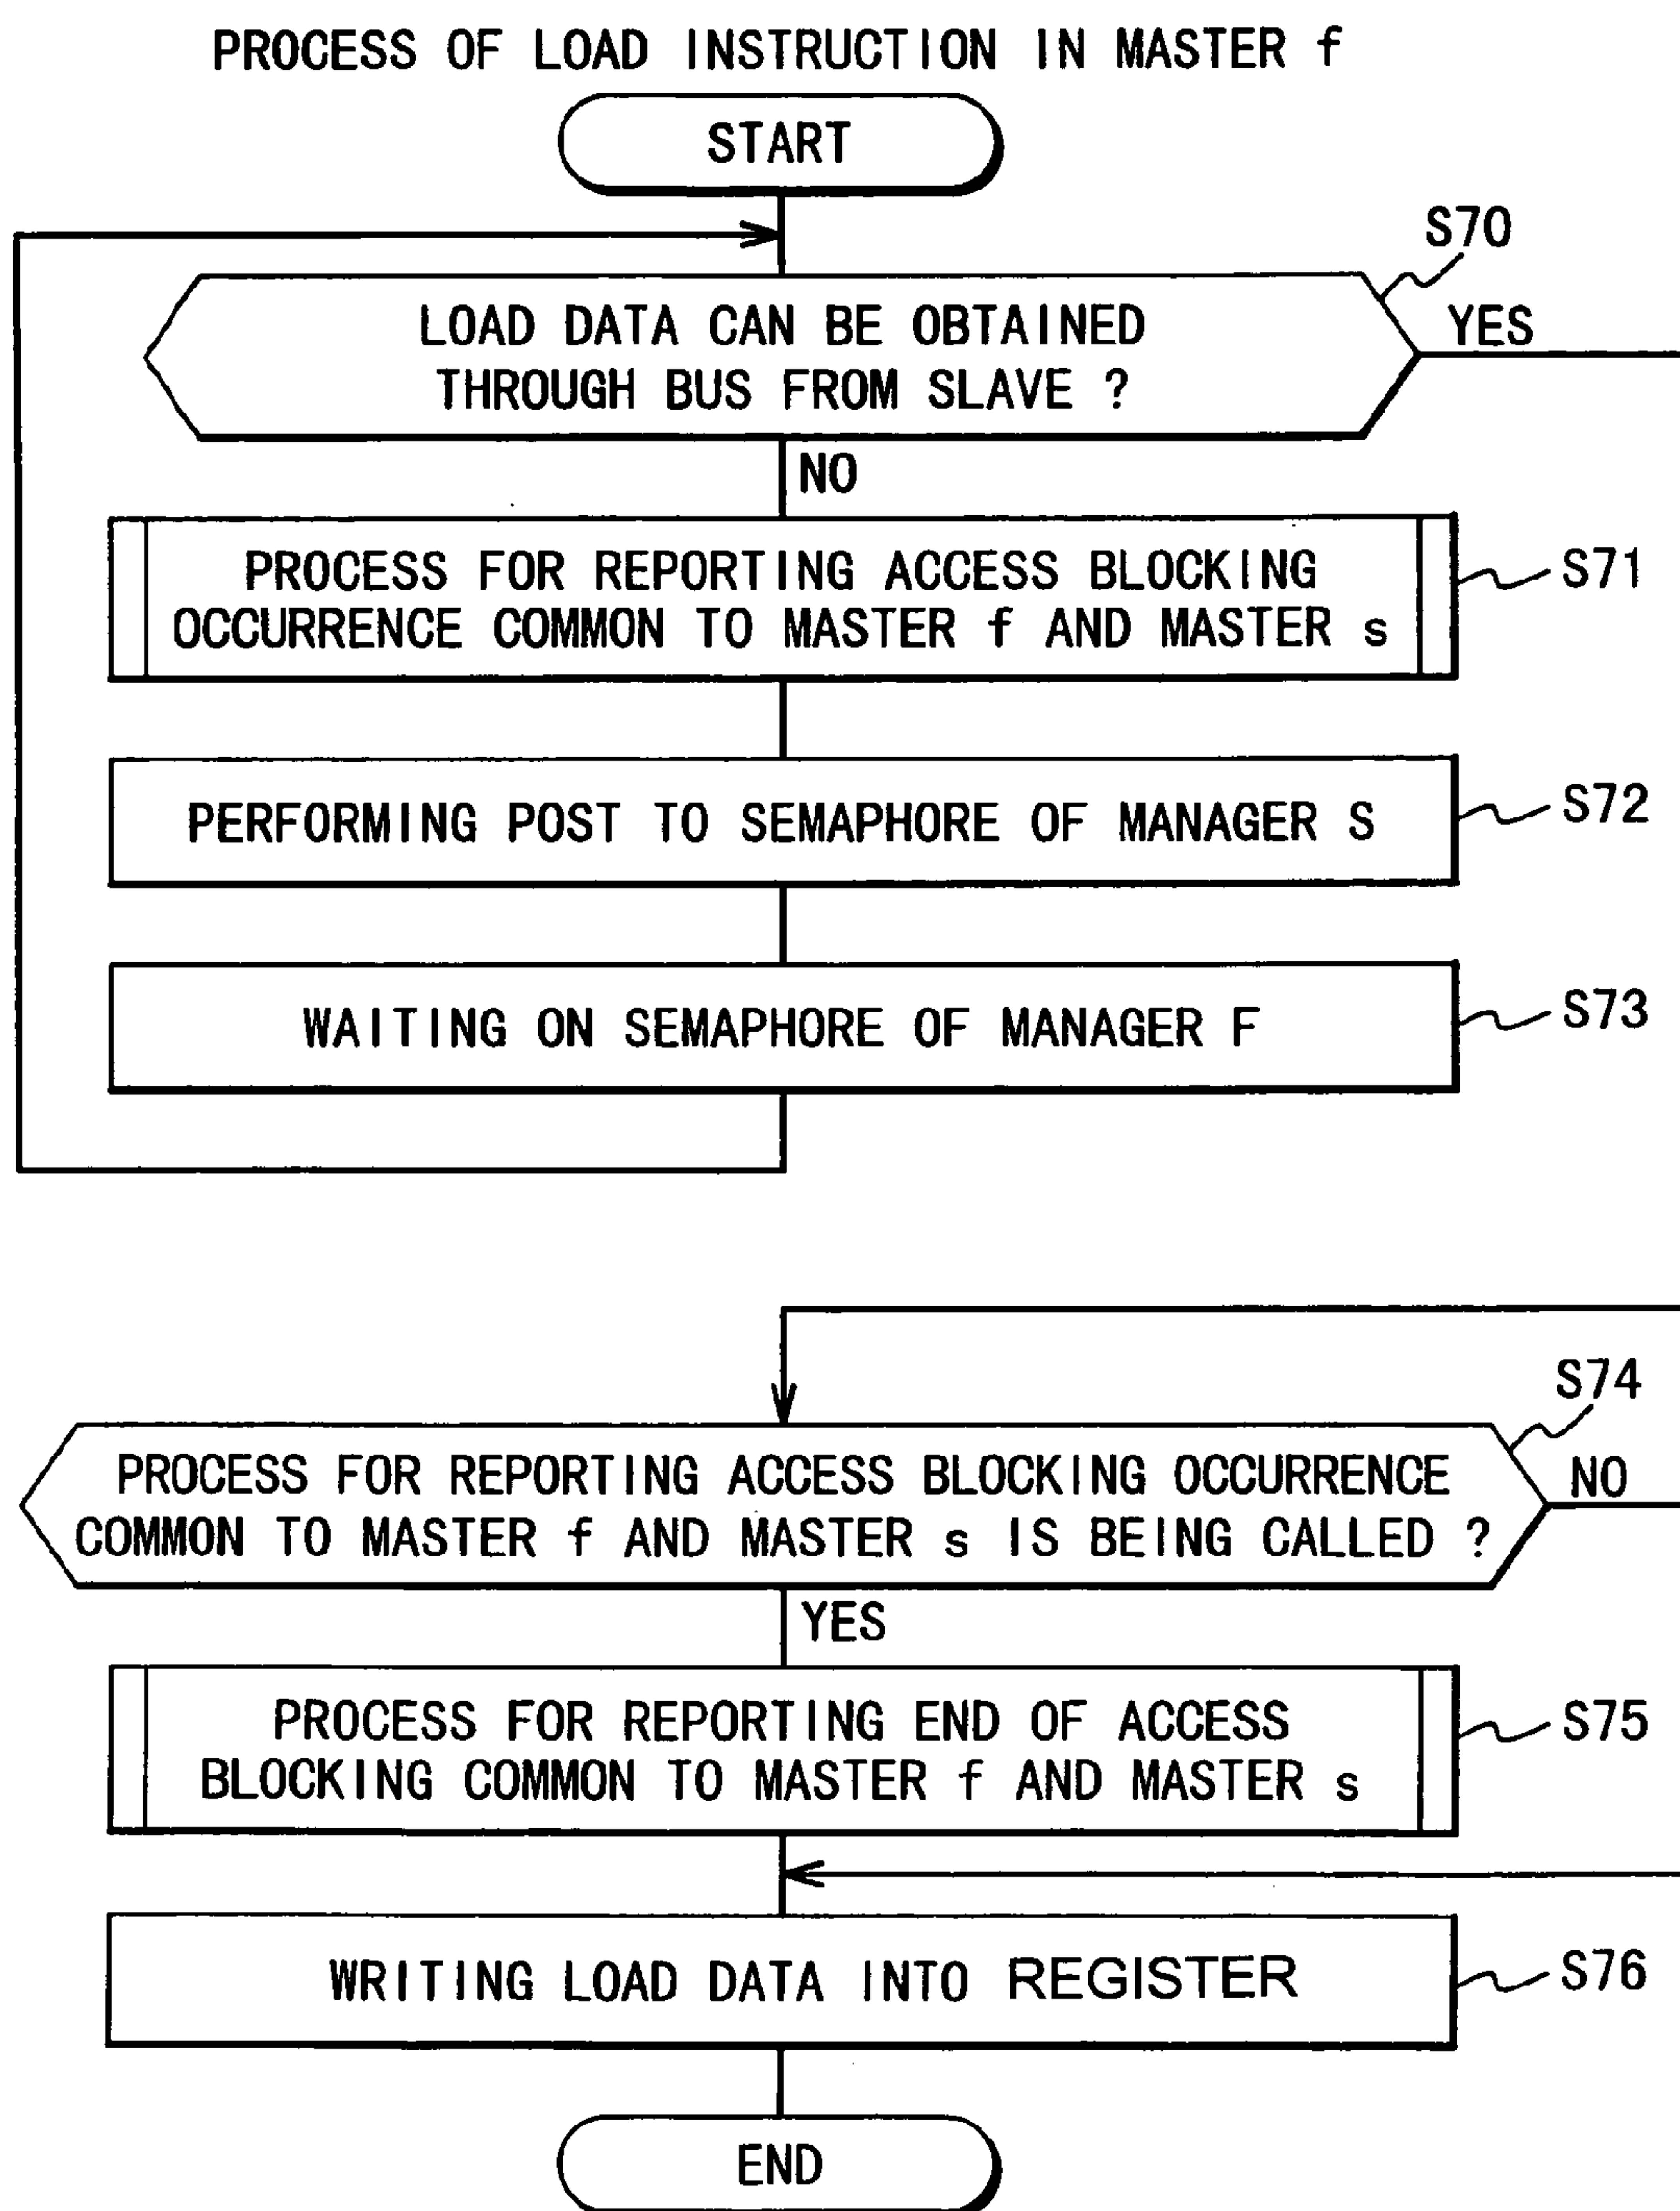 PROCESS OF LOAD INSTRUCTION IN MASTER f
START
S70
LOAD DATA CAN BE OBTAINED
THROUGH BUS FROM SLAVE ?
YES
NO
PROCESS FOR REPORTING ACCESS BLOCKING
OCCURRENCE COMMON TO MASTER f AND MASTER s
S71
PERFORMING POST TO SEMAPHORE OF MANAGER S
S72
WAITING ON SEMAPHORE OF MANAGER F
S73
S74
PROCESS FOR REPORTING ACCESS BLOCKING OCCURRENCE
COMMON TO MASTER f AND MASTER s IS BEING CALLED ?
NO
YES
PROCESS FOR REPORTING END OF ACCESS
BLOCKING COMMON TO MASTER f AND MASTER s
S75
WRITING LOAD DATA INTO REGISTER
S76
END